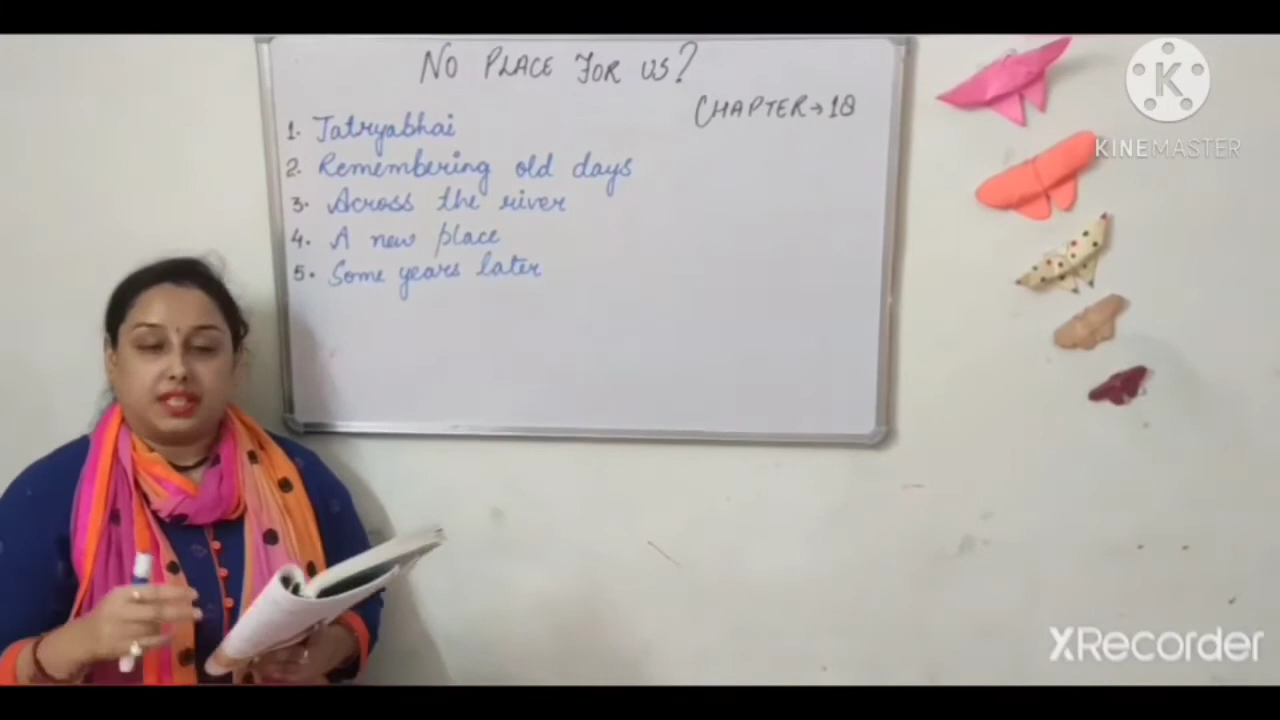 NO PLACE FOR US?
CHAPTER → 18
1. Jatryabhai
2. Remembering old days
3. Across the river
4. A new place
5. Some years later
K
KINEMASTER
XRecorder